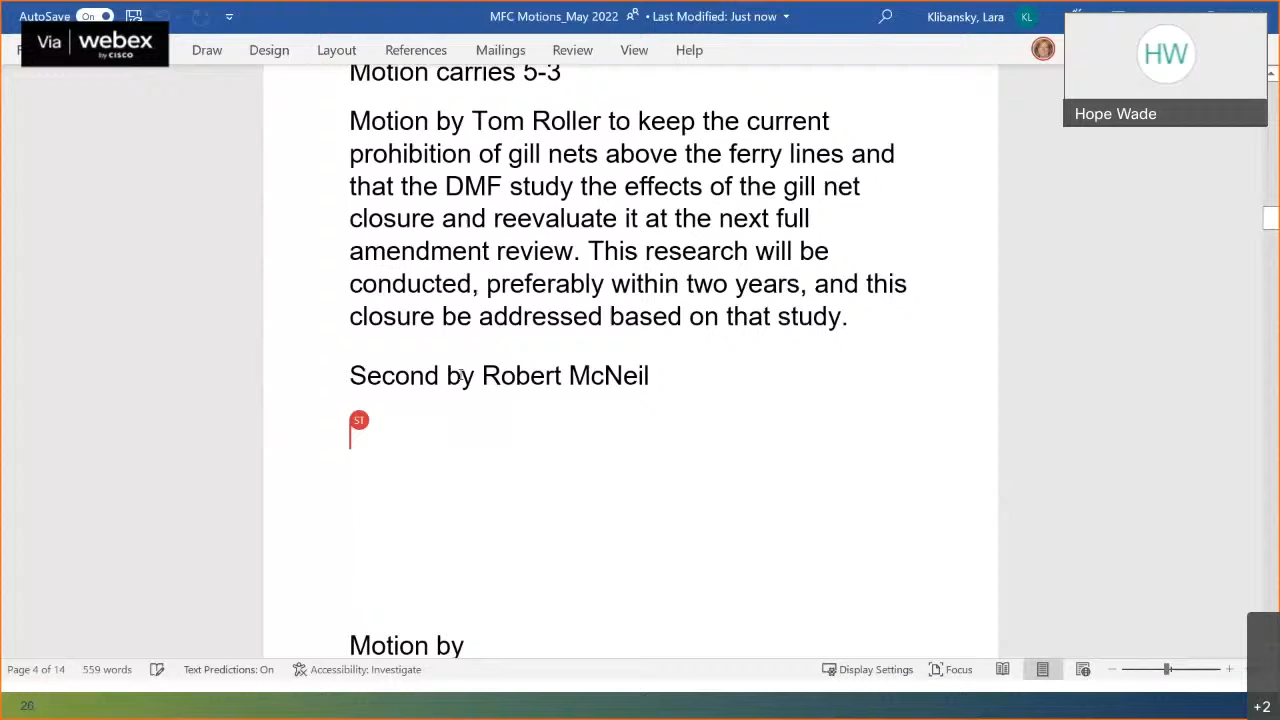 AutoSave On
MFC Motions_May 2022 • Last Modified: Just now
Klibansky, Lara KL
Via webex
by CISCO
Draw Design Layout References Mailings Review View Help
HW
Hope Wade
Motion carries 5-3
Motion by Tom Roller to keep the current
prohibition of gill nets above the ferry lines and
that the DMF study the effects of the gill net
closure and reevaluate it at the next full
amendment review. This research will be
conducted, preferably within two years, and this
closure be addressed based on that study.
Second by Robert McNeil
ST
Motion by
Page 4 of 14 559 words Text Predictions: On Accessibility: Investigate Display Settings Focus
26
+2